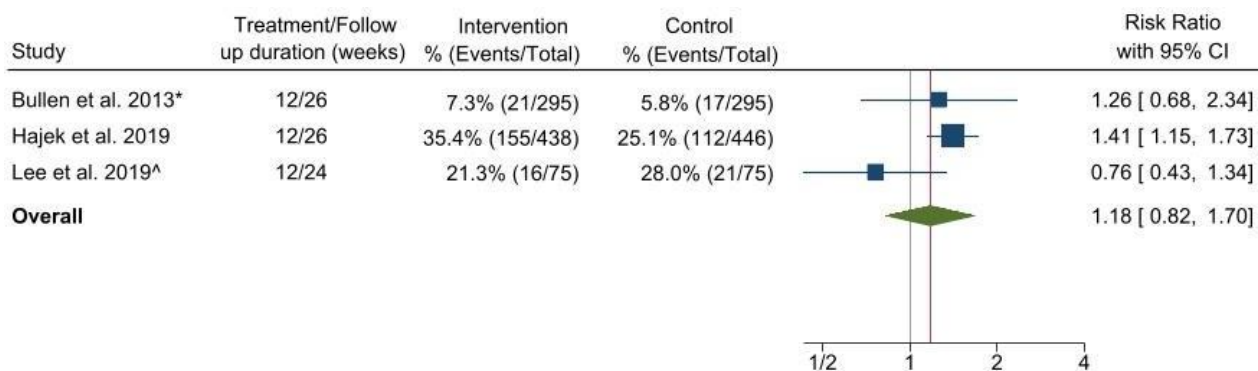 Study Treatment/Follow up duration (weeks) Intervention % (Events/Total) Control % (Events/Total) Risk Ratio with 95% CI
Bullen et al. 2013* 12/26 7.3% (21/295) 5.8% (17/295) 1.26 [ 0.68, 2.34]
Hajek et al. 2019 12/26 35.4% (155/438) 25.1% (112/446) 1.41 [ 1.15, 1.73]
Lee et al. 2019^ 12/24 21.3% (16/75) 28.0% (21/75) 0.76 [ 0.43, 1.34]
Overall 1.18 [ 0.82, 1.70]
1/2 1 2 4